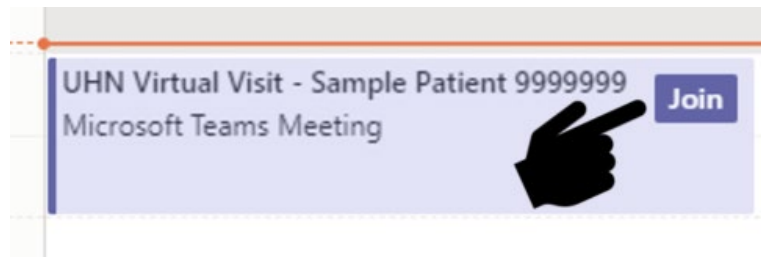 UHN Virtual Visit - Sample Patient 9999999
Join
Microsoft Teams Meeting